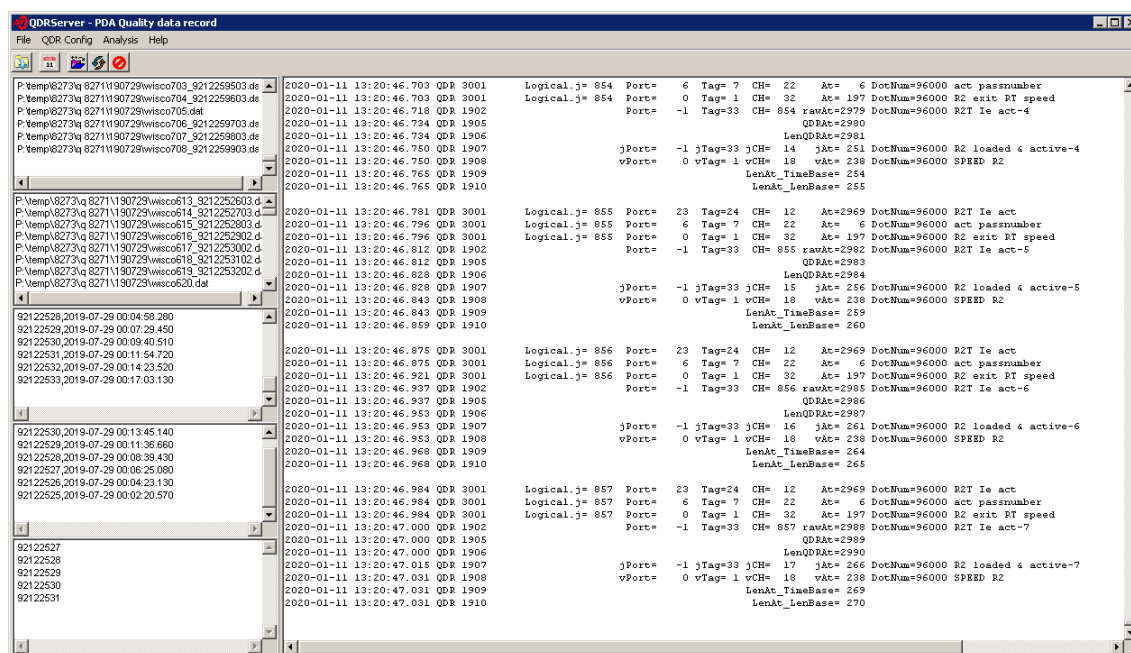 QDRServer - PDA Quality data record
File QDR Config Analysis Help
11
P:\temp\8273\q 8271\190729\wisco703_9212259503.da
P:\temp\8273\q 8271\190729\wisco704_9212259603.da
P:\temp\8273\q 8271\190729\wisco705.dat
P:\temp\8273\q 8271\190729\wisco706_9212259703.da
P:\temp\8273\q 8271\190729\wisco707_9212259803.da
P:\temp\8273\q 8271\190729\wisco708_9212259903.da
P:\temp\8273\q 8271\190729\wisco613_9212252603.d
P:\temp\8273\q 8271\190729\wisco614_9212252703.d
P:\temp\8273\q 8271\190729\wisco615_9212252803.d
P:\temp\8273\q 8271\190729\wisco616_9212252902.d
P:\temp\8273\q 8271\190729\wisco617_9212253002.d
P:\temp\8273\q 8271\190729\wisco618_9212253102.d
P:\temp\8273\q 8271\190729\wisco619_9212253202.d
P:\temp\8273\q 8271\190729\wisco620.dat
92122528,2019-07-29 00:04:58.280
92122529,2019-07-29 00:07:29.450
92122530,2019-07-29 00:09:40.510
92122531,2019-07-29 00:11:54.720
92122532,2019-07-29 00:14:23.520
92122533,2019-07-29 00:17:03.130
92122530,2019-07-29 00:13:45.140
92122529,2019-07-29 00:11:36.660
92122528,2019-07-29 00:08:39.430
92122527,2019-07-29 00:06:25.080
92122526,2019-07-29 00:04:23.130
92122525,2019-07-29 00:02:20.570
92122527
92122528
92122529
92122530
92122531
2020-01-11 13:20:46.703 QDR 3001 Logical.j= 854 Port= 6 Tag= 7 CH= 22 At= 6 DotNum=96000 act passnumber
2020-01-11 13:20:46.703 QDR 3001 Logical.j= 854 Port= 0 Tag= 1 CH= 32 At= 197 DotNum=96000 R2 exit RT speed
2020-01-11 13:20:46.718 QDR 1902 Port= -1 Tag=33 CH= 854 rawAt=2979 DotNum=96000 R2T Ie act-4
2020-01-11 13:20:46.734 QDR 1905 QDRAt=2980
2020-01-11 13:20:46.734 QDR 1906 LenQDRAt=2981
2020-01-11 13:20:46.750 QDR 1907 jPort= -1 jTag=33 jCH= 14 jAt= 251 DotNum=96000 R2 loaded & active-4
2020-01-11 13:20:46.750 QDR 1908 vPort= 0 vTag= 1 vCH= 18 vAt= 238 DotNum=96000 SPEED R2
2020-01-11 13:20:46.765 QDR 1909 LenAt_TimeBase= 254
2020-01-11 13:20:46.765 QDR 1910 LenAt_LenBase= 255
2020-01-11 13:20:46.781 QDR 3001 Logical.j= 855 Port= 23 Tag=24 CH= 12 At=2969 DotNum=96000 R2T Ie act
2020-01-11 13:20:46.796 QDR 3001 Logical.j= 855 Port= 6 Tag= 7 CH= 22 At= 6 DotNum=96000 act passnumber
2020-01-11 13:20:46.796 QDR 3001 Logical.j= 855 Port= 0 Tag= 1 CH= 32 At= 197 DotNum=96000 R2 exit RT speed
2020-01-11 13:20:46.812 QDR 1902 Port= -1 Tag=33 CH= 855 rawAt=2982 DotNum=96000 R2T Ie act-5
2020-01-11 13:20:46.812 QDR 1905 QDRAt=2983
2020-01-11 13:20:46.828 QDR 1906 LenQDRAt=2984
2020-01-11 13:20:46.828 QDR 1907 jPort= -1 jTag=33 jCH= 15 jAt= 256 DotNum=96000 R2 loaded & active-5
2020-01-11 13:20:46.843 QDR 1908 vPort= 0 vTag= 1 vCH= 18 vAt= 238 DotNum=96000 SPEED R2
2020-01-11 13:20:46.843 QDR 1909 LenAt_TimeBase= 259
2020-01-11 13:20:46.859 QDR 1910 LenAt_LenBase= 260
2020-01-11 13:20:46.875 QDR 3001 Logical.j= 856 Port= 23 Tag=24 CH= 12 At=2969 DotNum=96000 R2T Ie act
2020-01-11 13:20:46.875 QDR 3001 Logical.j= 856 Port= 6 Tag= 7 CH= 22 At= 6 DotNum=96000 act passnumber
2020-01-11 13:20:46.921 QDR 3001 Logical.j= 856 Port= 0 Tag= 1 CH= 32 At= 197 DotNum=96000 R2 exit RT speed
2020-01-11 13:20:46.937 QDR 1902 Port= -1 Tag=33 CH= 856 rawAt=2985 DotNum=96000 R2T Ie act-6
2020-01-11 13:20:46.937 QDR 1905 QDRAt=2986
2020-01-11 13:20:46.953 QDR 1906 LenQDRAt=2987
2020-01-11 13:20:46.953 QDR 1907 jPort= -1 jTag=33 jCH= 16 jAt= 261 DotNum=96000 R2 loaded & active-6
2020-01-11 13:20:46.953 QDR 1908 vPort= 0 vTag= 1 vCH= 18 vAt= 238 DotNum=96000 SPEED R2
2020-01-11 13:20:46.968 QDR 1909 LenAt_TimeBase= 264
2020-01-11 13:20:46.968 QDR 1910 LenAt_LenBase= 265
2020-01-11 13:20:46.984 QDR 3001 Logical.j= 857 Port= 23 Tag=24 CH= 12 At=2969 DotNum=96000 R2T Ie act
2020-01-11 13:20:46.984 QDR 3001 Logical.j= 857 Port= 6 Tag= 7 CH= 22 At= 6 DotNum=96000 act passnumber
2020-01-11 13:20:46.984 QDR 3001 Logical.j= 857 Port= 0 Tag= 1 CH= 32 At= 197 DotNum=96000 R2 exit RT speed
2020-01-11 13:20:47.000 QDR 1902 Port= -1 Tag=33 CH= 857 rawAt=2988 DotNum=96000 R2T Ie act-7
2020-01-11 13:20:47.000 QDR 1905 QDRAt=2989
2020-01-11 13:20:47.000 QDR 1906 LenQDRAt=2990
2020-01-11 13:20:47.015 QDR 1907 jPort= -1 jTag=33 jCH= 17 jAt= 266 DotNum=96000 R2 loaded & active-7
2020-01-11 13:20:47.031 QDR 1908 vPort= 0 vTag= 1 vCH= 18 vAt= 238 DotNum=96000 SPEED R2
2020-01-11 13:20:47.031 QDR 1909 LenAt_TimeBase= 269
2020-01-11 13:20:47.031 QDR 1910 LenAt_LenBase= 270